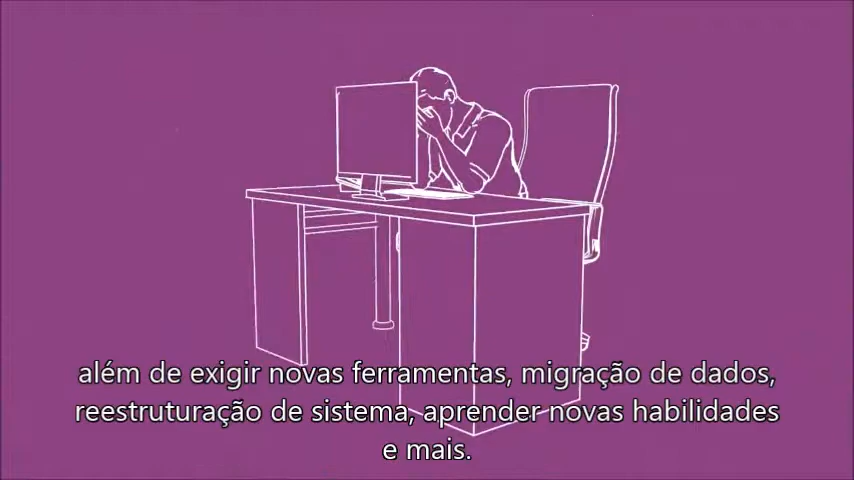 além de exigir novas ferramentas, migração de dados,
reestruturação de sistema, aprender novas habilidades
e mais.